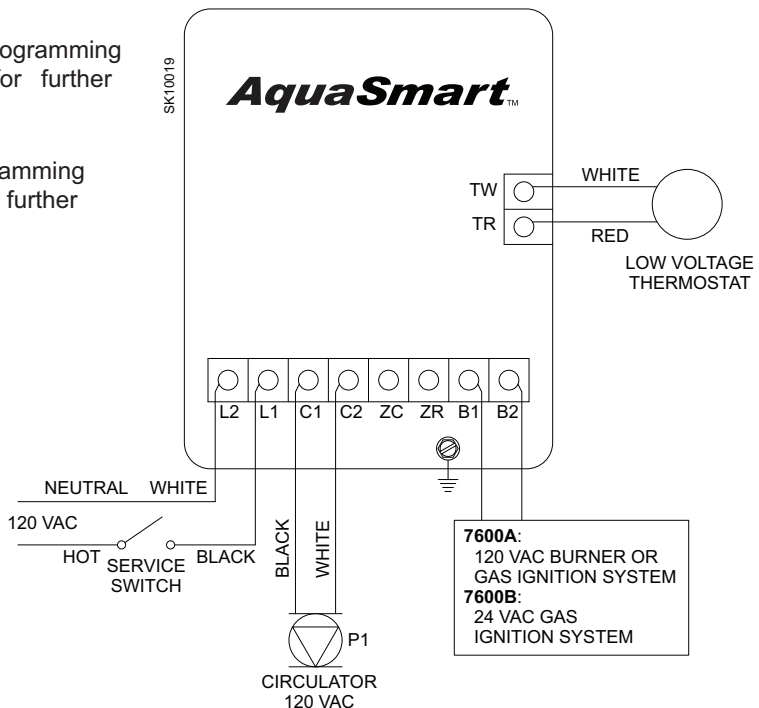 ogramming
or further
ramming
further
SK10019
AquaSmart™
TW
TR
WHITE
RED
LOW VOLTAGE
THERMOSTAT
L2 L1 C1 C2 ZC ZR B1 B2
NEUTRAL WHITE
120 VAC
HOT
SERVICE
SWITCH
BLACK
BLACK
WHITE
P1
CIRCULATOR
120 VAC
7600A:
120 VAC BURNER OR
GAS IGNITION SYSTEM
7600B:
24 VAC GAS
IGNITION SYSTEM